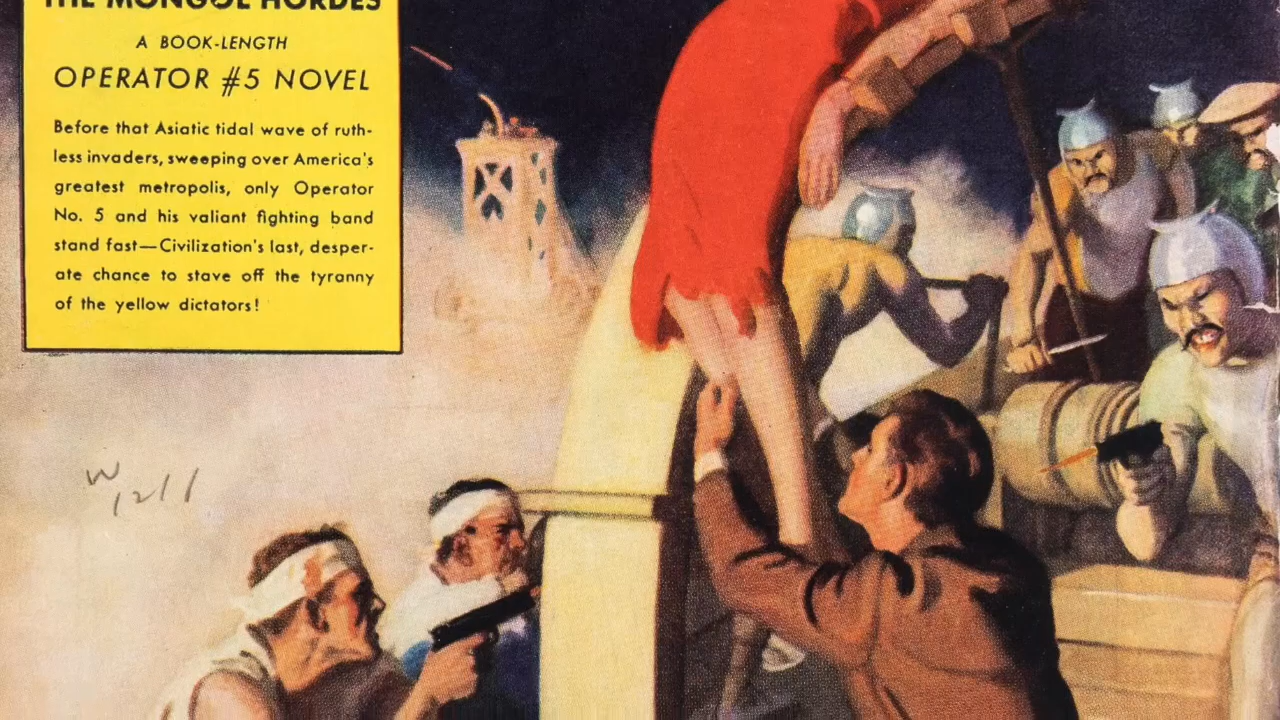 THE MONGOL HORDES
A BOOK-LENGTH
OPERATOR #5 NOVEL
Before that Asiatic tidal wave of ruth-
less invaders, sweeping over America's
greatest metropolis, only Operator
No. 5 and his valiant fighting band
stand fast—Civilization's last, desper-
ate chance to stave off the tyranny
of the yellow dictators!
W
12/1